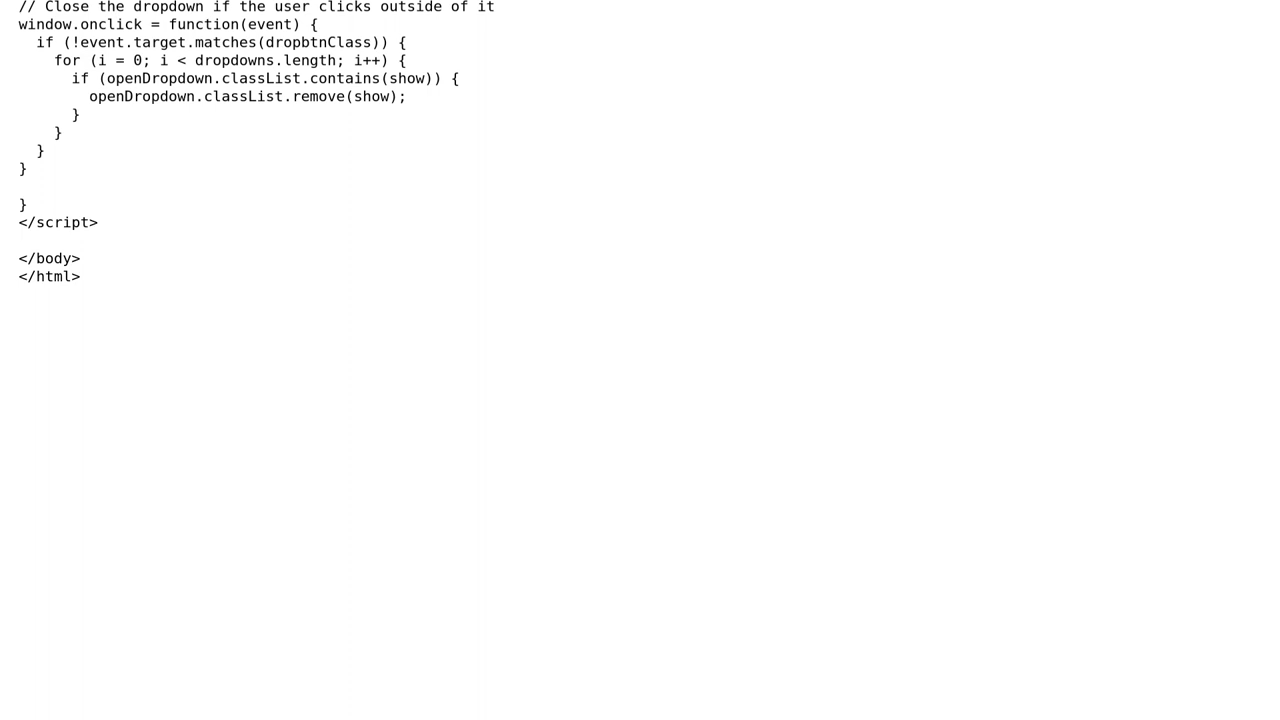 // Close the dropdown if the user clicks outside of it
window.onclick = function(event) {
  if (!event.target.matches(dropbtnClass)) {
    for (i = 0; i < dropdowns.length; i++) {
      if (openDropdown.classList.contains(show)) {
        openDropdown.classList.remove(show);
      }
    }
  }
}

}
</script>

</body>
</html>